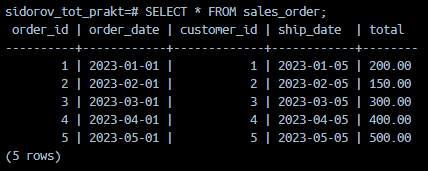 sidorov_tot_prakt=# SELECT * FROM sales_order;
 order_id | order_date | customer_id | ship_date  | total
----------+------------+-------------+------------+--------
        1 | 2023-01-01 |           1 | 2023-01-05 | 200.00
        2 | 2023-02-01 |           2 | 2023-02-05 | 150.00
        3 | 2023-03-01 |           3 | 2023-03-05 | 300.00
        4 | 2023-04-01 |           4 | 2023-04-05 | 400.00
        5 | 2023-05-01 |           5 | 2023-05-05 | 500.00
(5 rows)